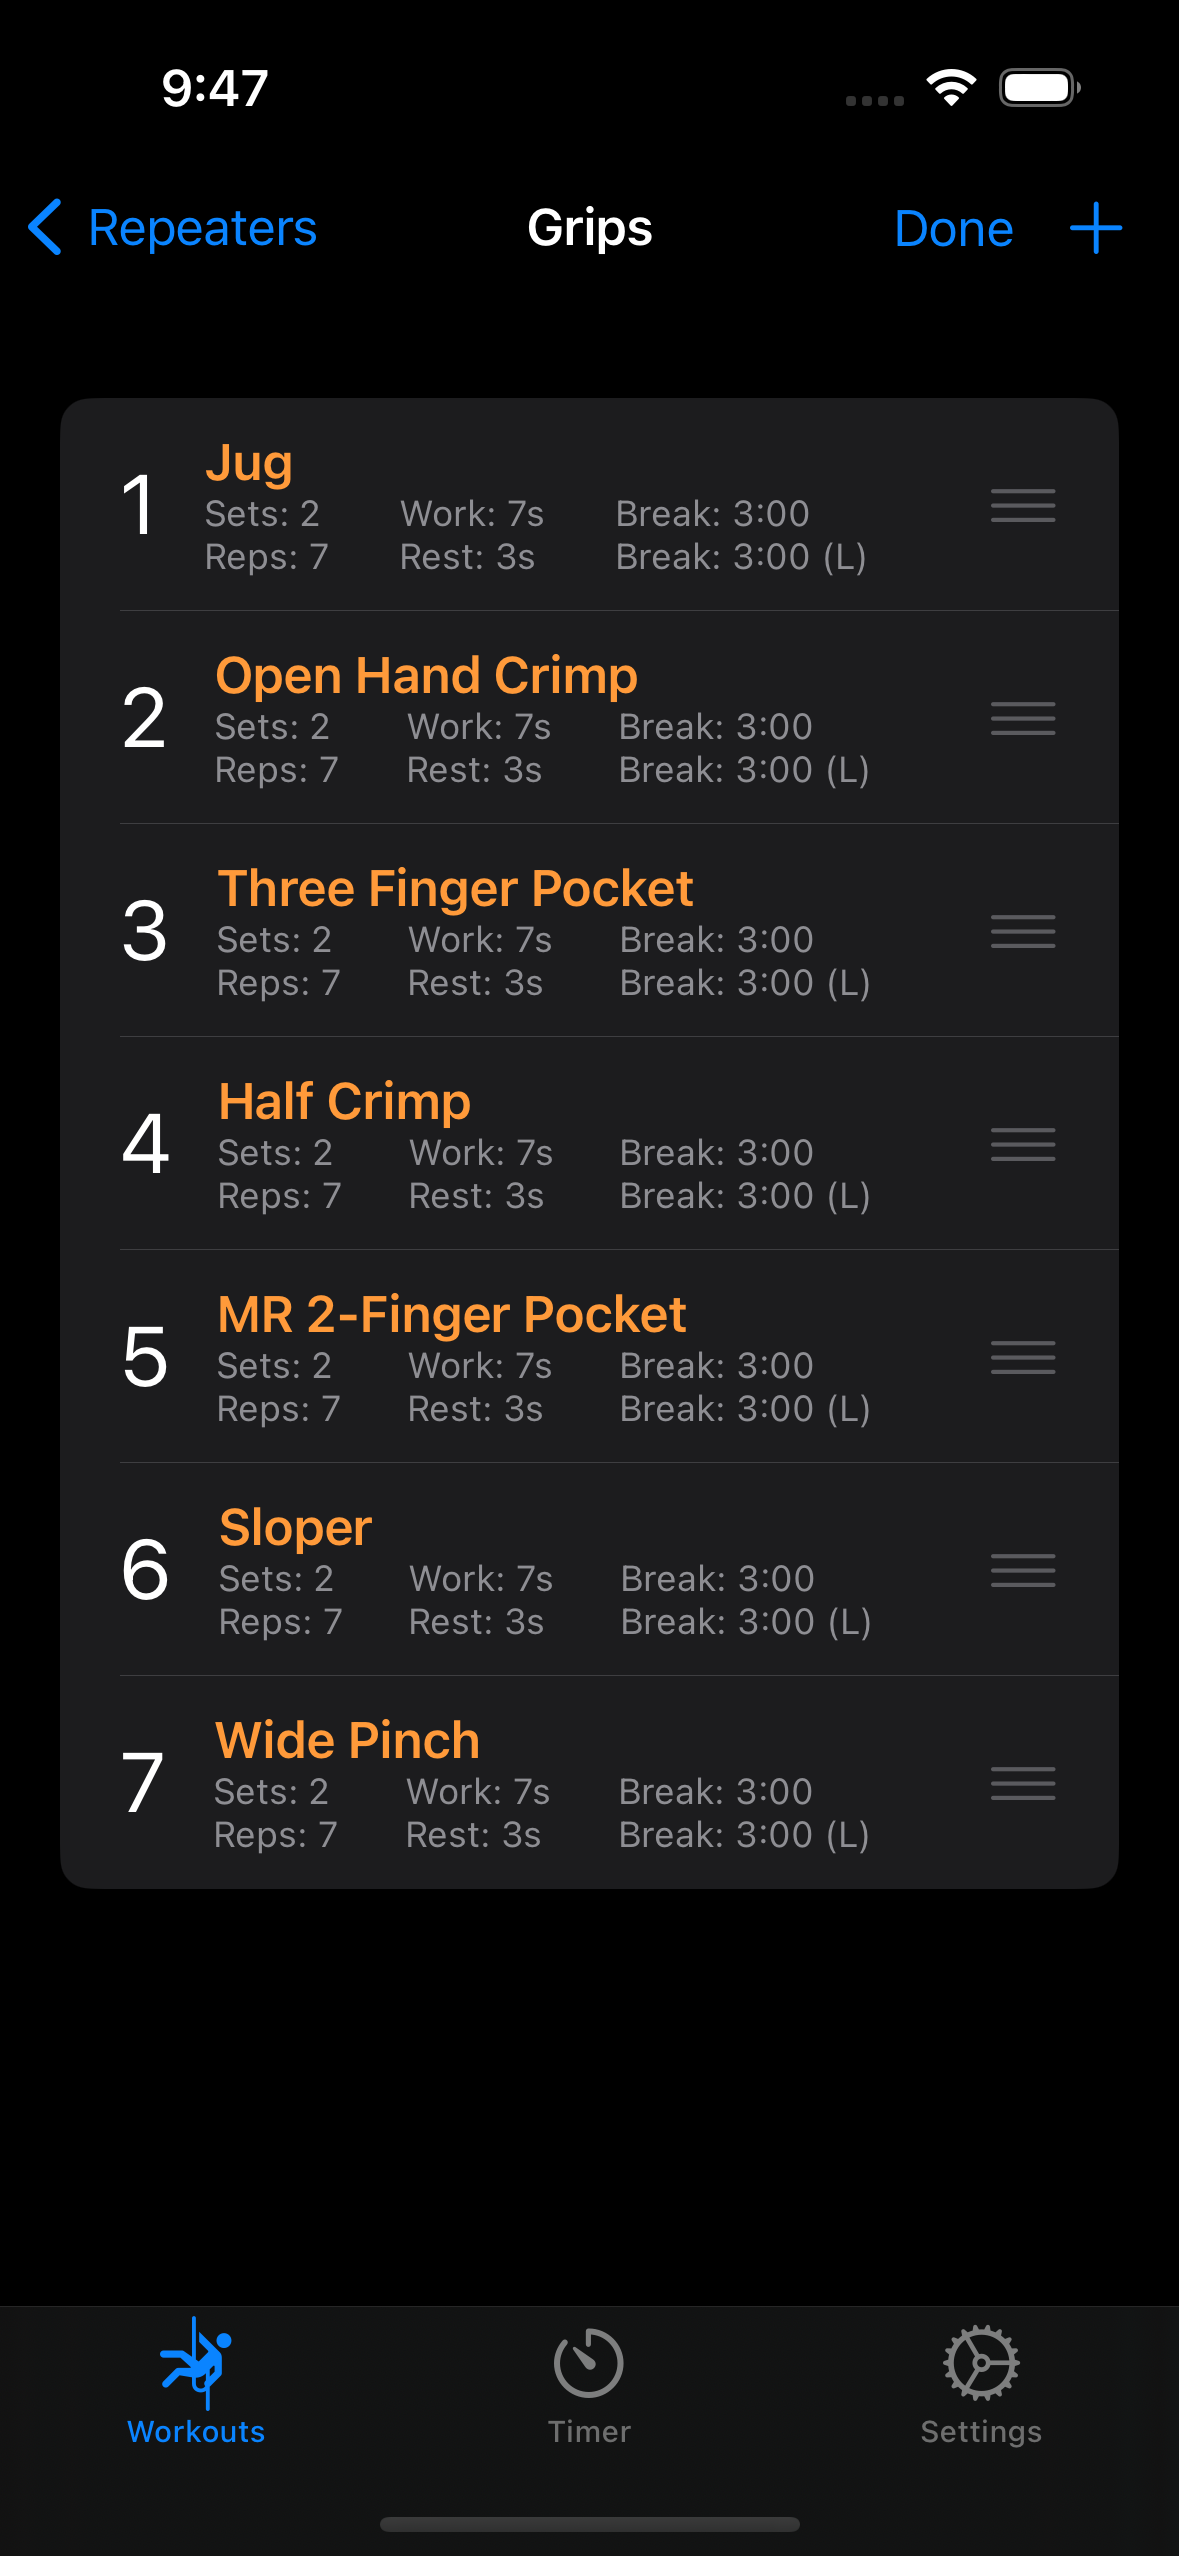 9:47
Repeaters Grips Done
1 Jug
Sets: 2 Work: 7s Break: 3:00
Reps: 7 Rest: 3s Break: 3:00 (L)
2 Open Hand Crimp
Sets: 2 Work: 7s Break: 3:00
Reps: 7 Rest: 3s Break: 3:00 (L)
3 Three Finger Pocket
Sets: 2 Work: 7s Break: 3:00
Reps: 7 Rest: 3s Break: 3:00 (L)
4 Half Crimp
Sets: 2 Work: 7s Break: 3:00
Reps: 7 Rest: 3s Break: 3:00 (L)
5 MR 2-Finger Pocket
Sets: 2 Work: 7s Break: 3:00
Reps: 7 Rest: 3s Break: 3:00 (L)
6 Sloper
Sets: 2 Work: 7s Break: 3:00
Reps: 7 Rest: 3s Break: 3:00 (L)
7 Wide Pinch
Sets: 2 Work: 7s Break: 3:00
Reps: 7 Rest: 3s Break: 3:00 (L)
Workouts Timer Settings